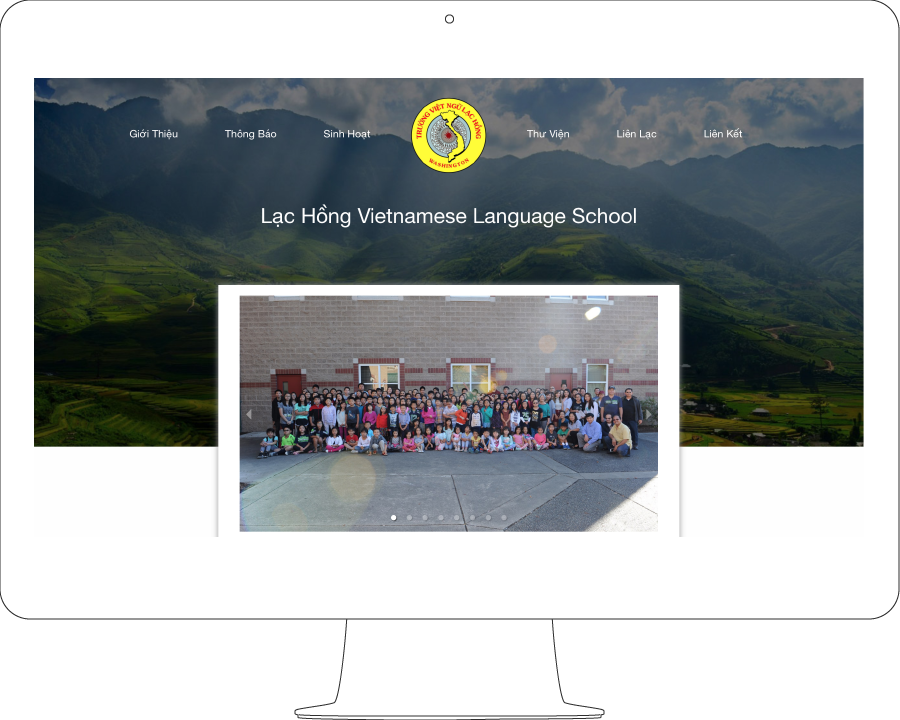 Giới Thiệu
Thông Báo
Sinh Hoạt
TRƯỜNG VIỆT NGỮ LẠC HỒNG
WASHINGTON
Thư Viện
Liên Lạc
Liên Kết
Lạc Hồng Vietnamese Language School